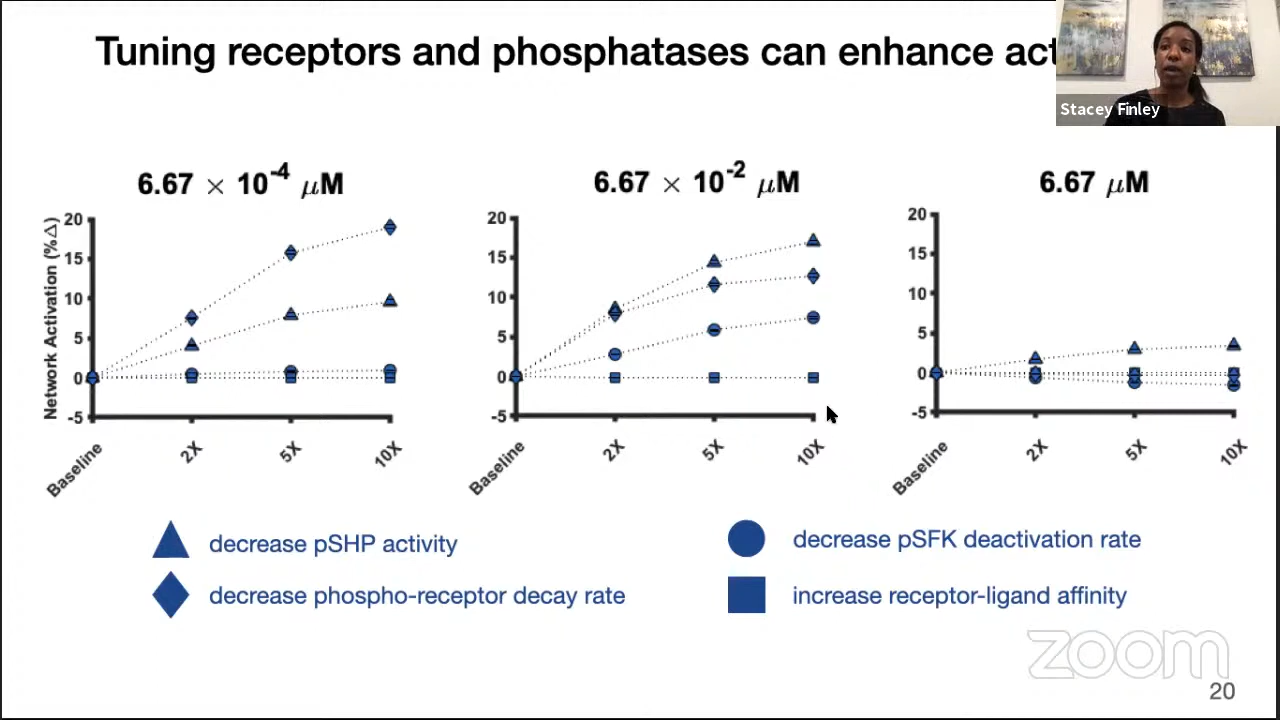 Tuning receptors and phosphatases can enhance act
Stacey Finley
6.67 × 10-4 μM
6.67 × 10-2 μM
6.67 μM
Network Activation (%Δ)
20
15
10
5
0
-5
Baseline
2X
5X
10X
20
15
10
5
0
-5
Baseline
2X
5X
10X
20
15
10
5
0
-5
Baseline
2X
5X
10X
decrease pSHP activity
decrease pSFK deactivation rate
decrease phospho-receptor decay rate
increase receptor-ligand affinity
zoom
20